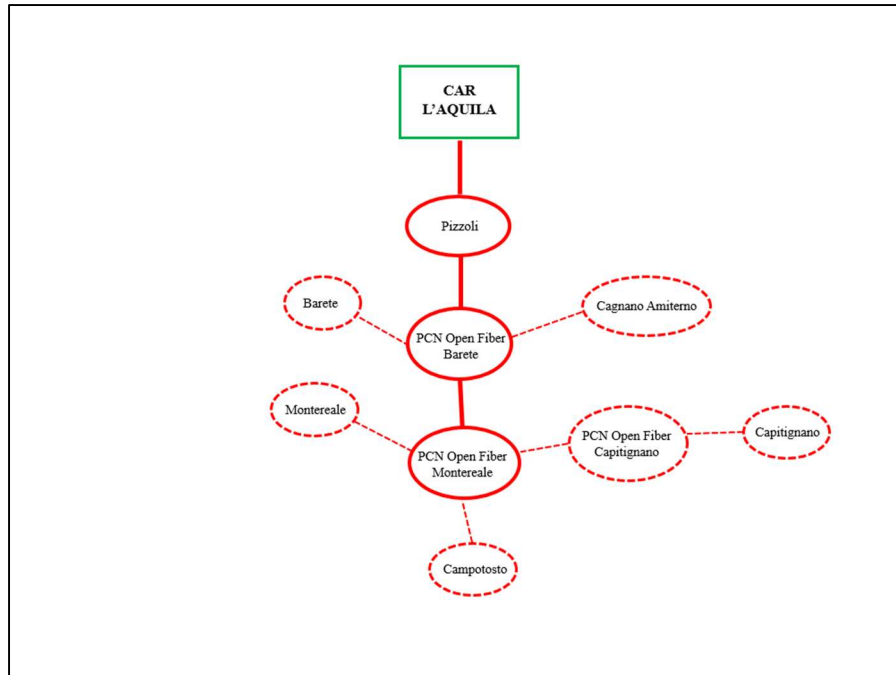 CAR
L’AQUILA
Pizzoli
Barete
Cagnano Amiterno
PCN Open Fiber
Barete
Montereale
PCN Open Fiber
Capitignano
Capitignano
PCN Open Fiber
Montereale
Campotosto